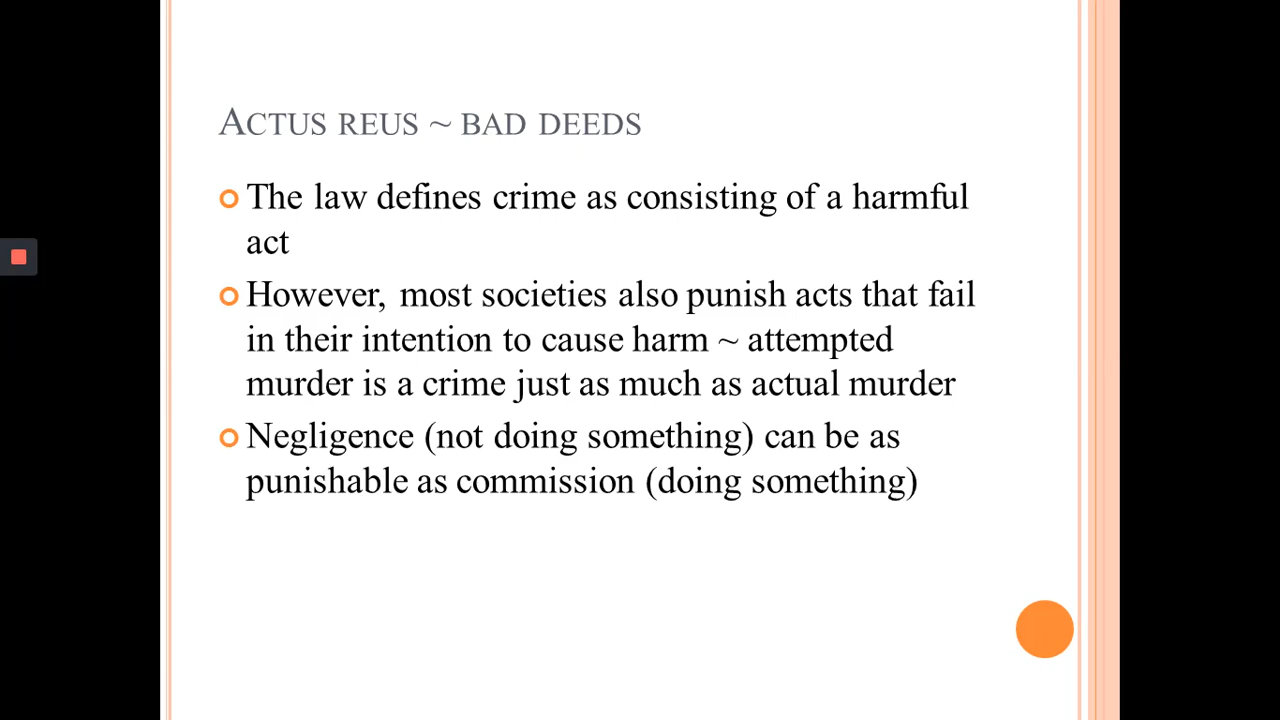 ACTUS REUS ~ BAD DEEDS
The law defines crime as consisting of a harmful
act
However, most societies also punish acts that fail
in their intention to cause harm ~ attempted
murder is a crime just as much as actual murder
Negligence (not doing something) can be as
punishable as commission (doing something)